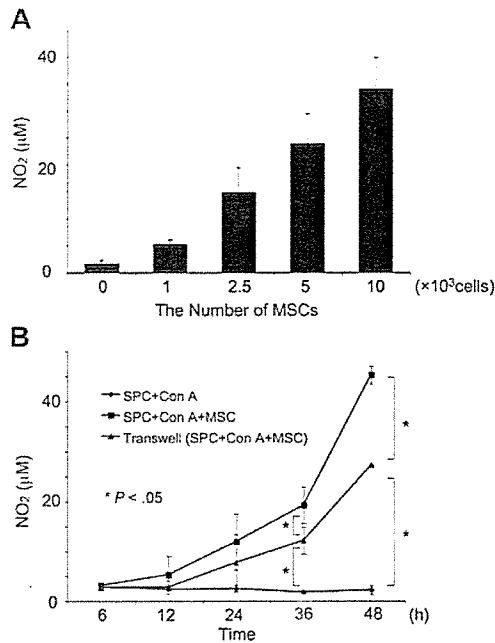 A
40
20
0
NO2 (μM)
0 1 2.5 5 10 (×10³cells)
The Number of MSCs
B
SPC+Con A
SPC+Con A+MSC
Transwell (SPC+Con A+MSC)
* P < .05
40
20
0
NO2 (μM)
*
*
*
*
6 12 24 36 48 (h)
Time